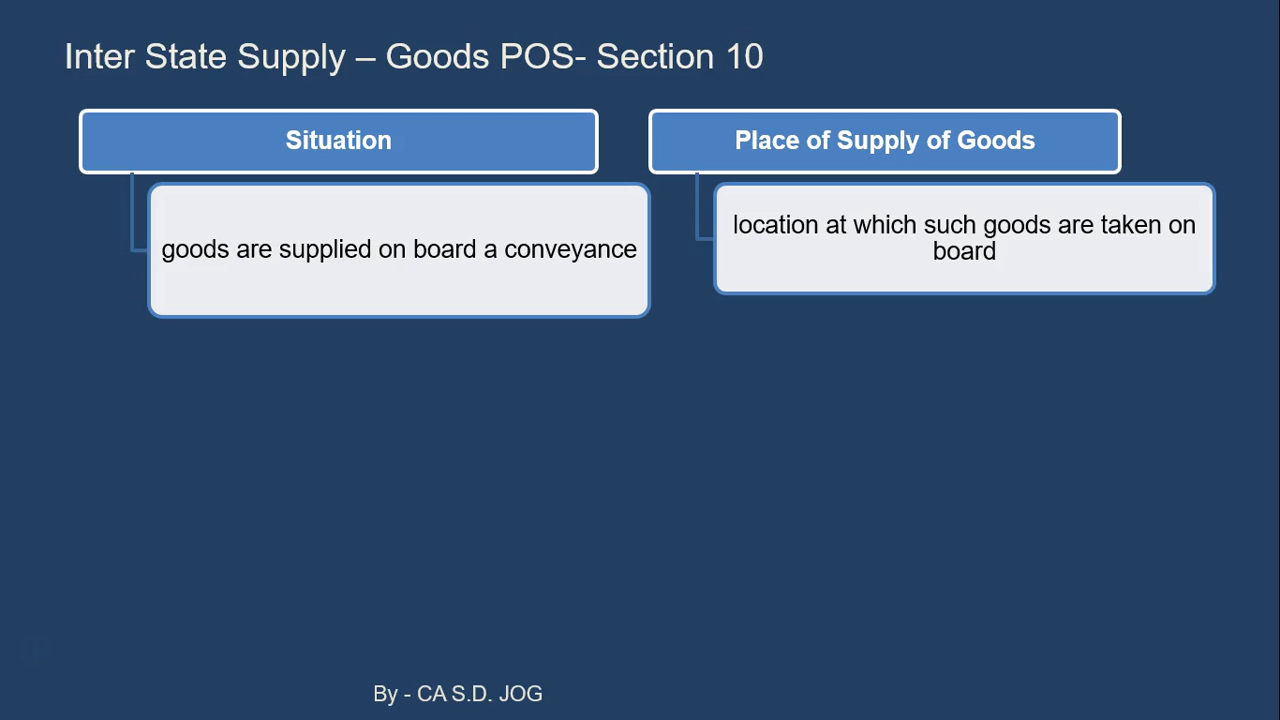 Inter State Supply – Goods POS- Section 10
Situation
goods are supplied on board a conveyance
Place of Supply of Goods
location at which such goods are taken on
board
By - CA S.D. JOG